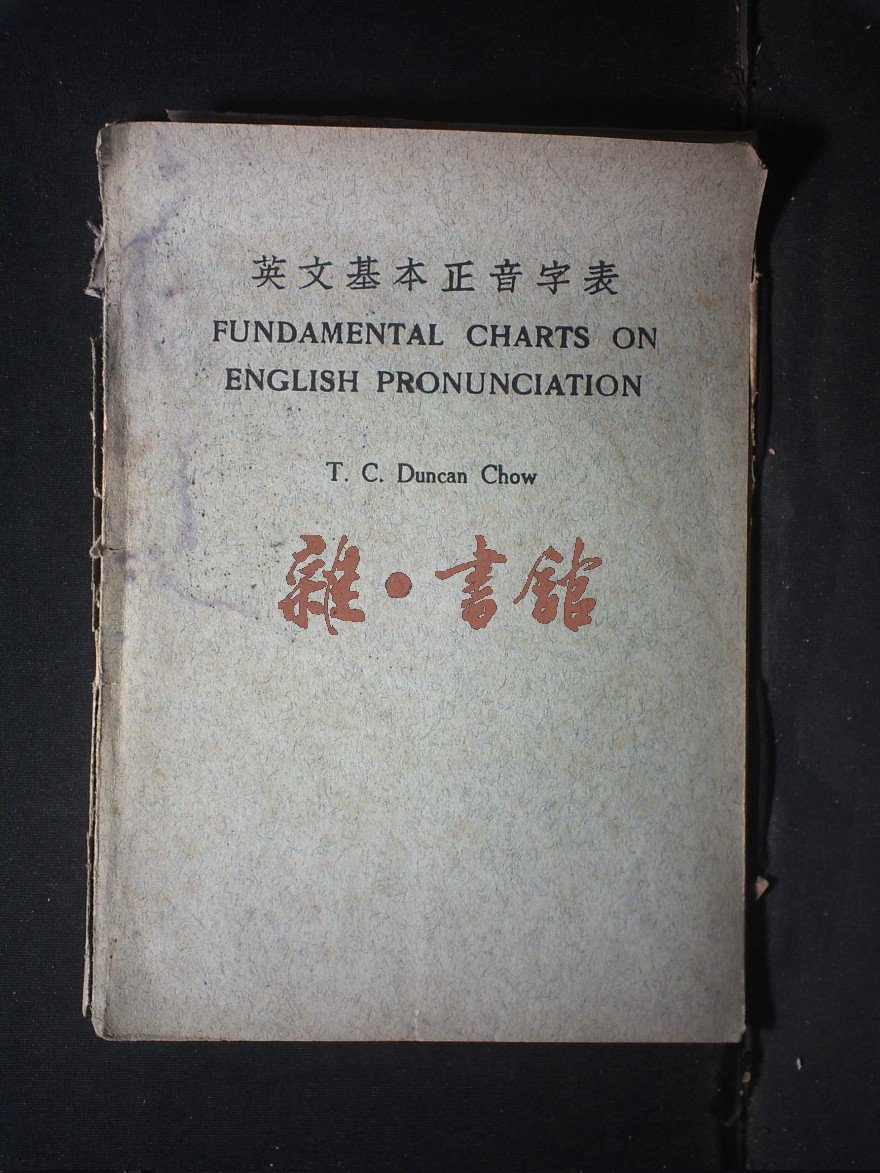 英文基本正音字表
FUNDAMENTAL CHARTS ON
ENGLISH PRONUNCIATION
T. C. Duncan Chow
雜·書館